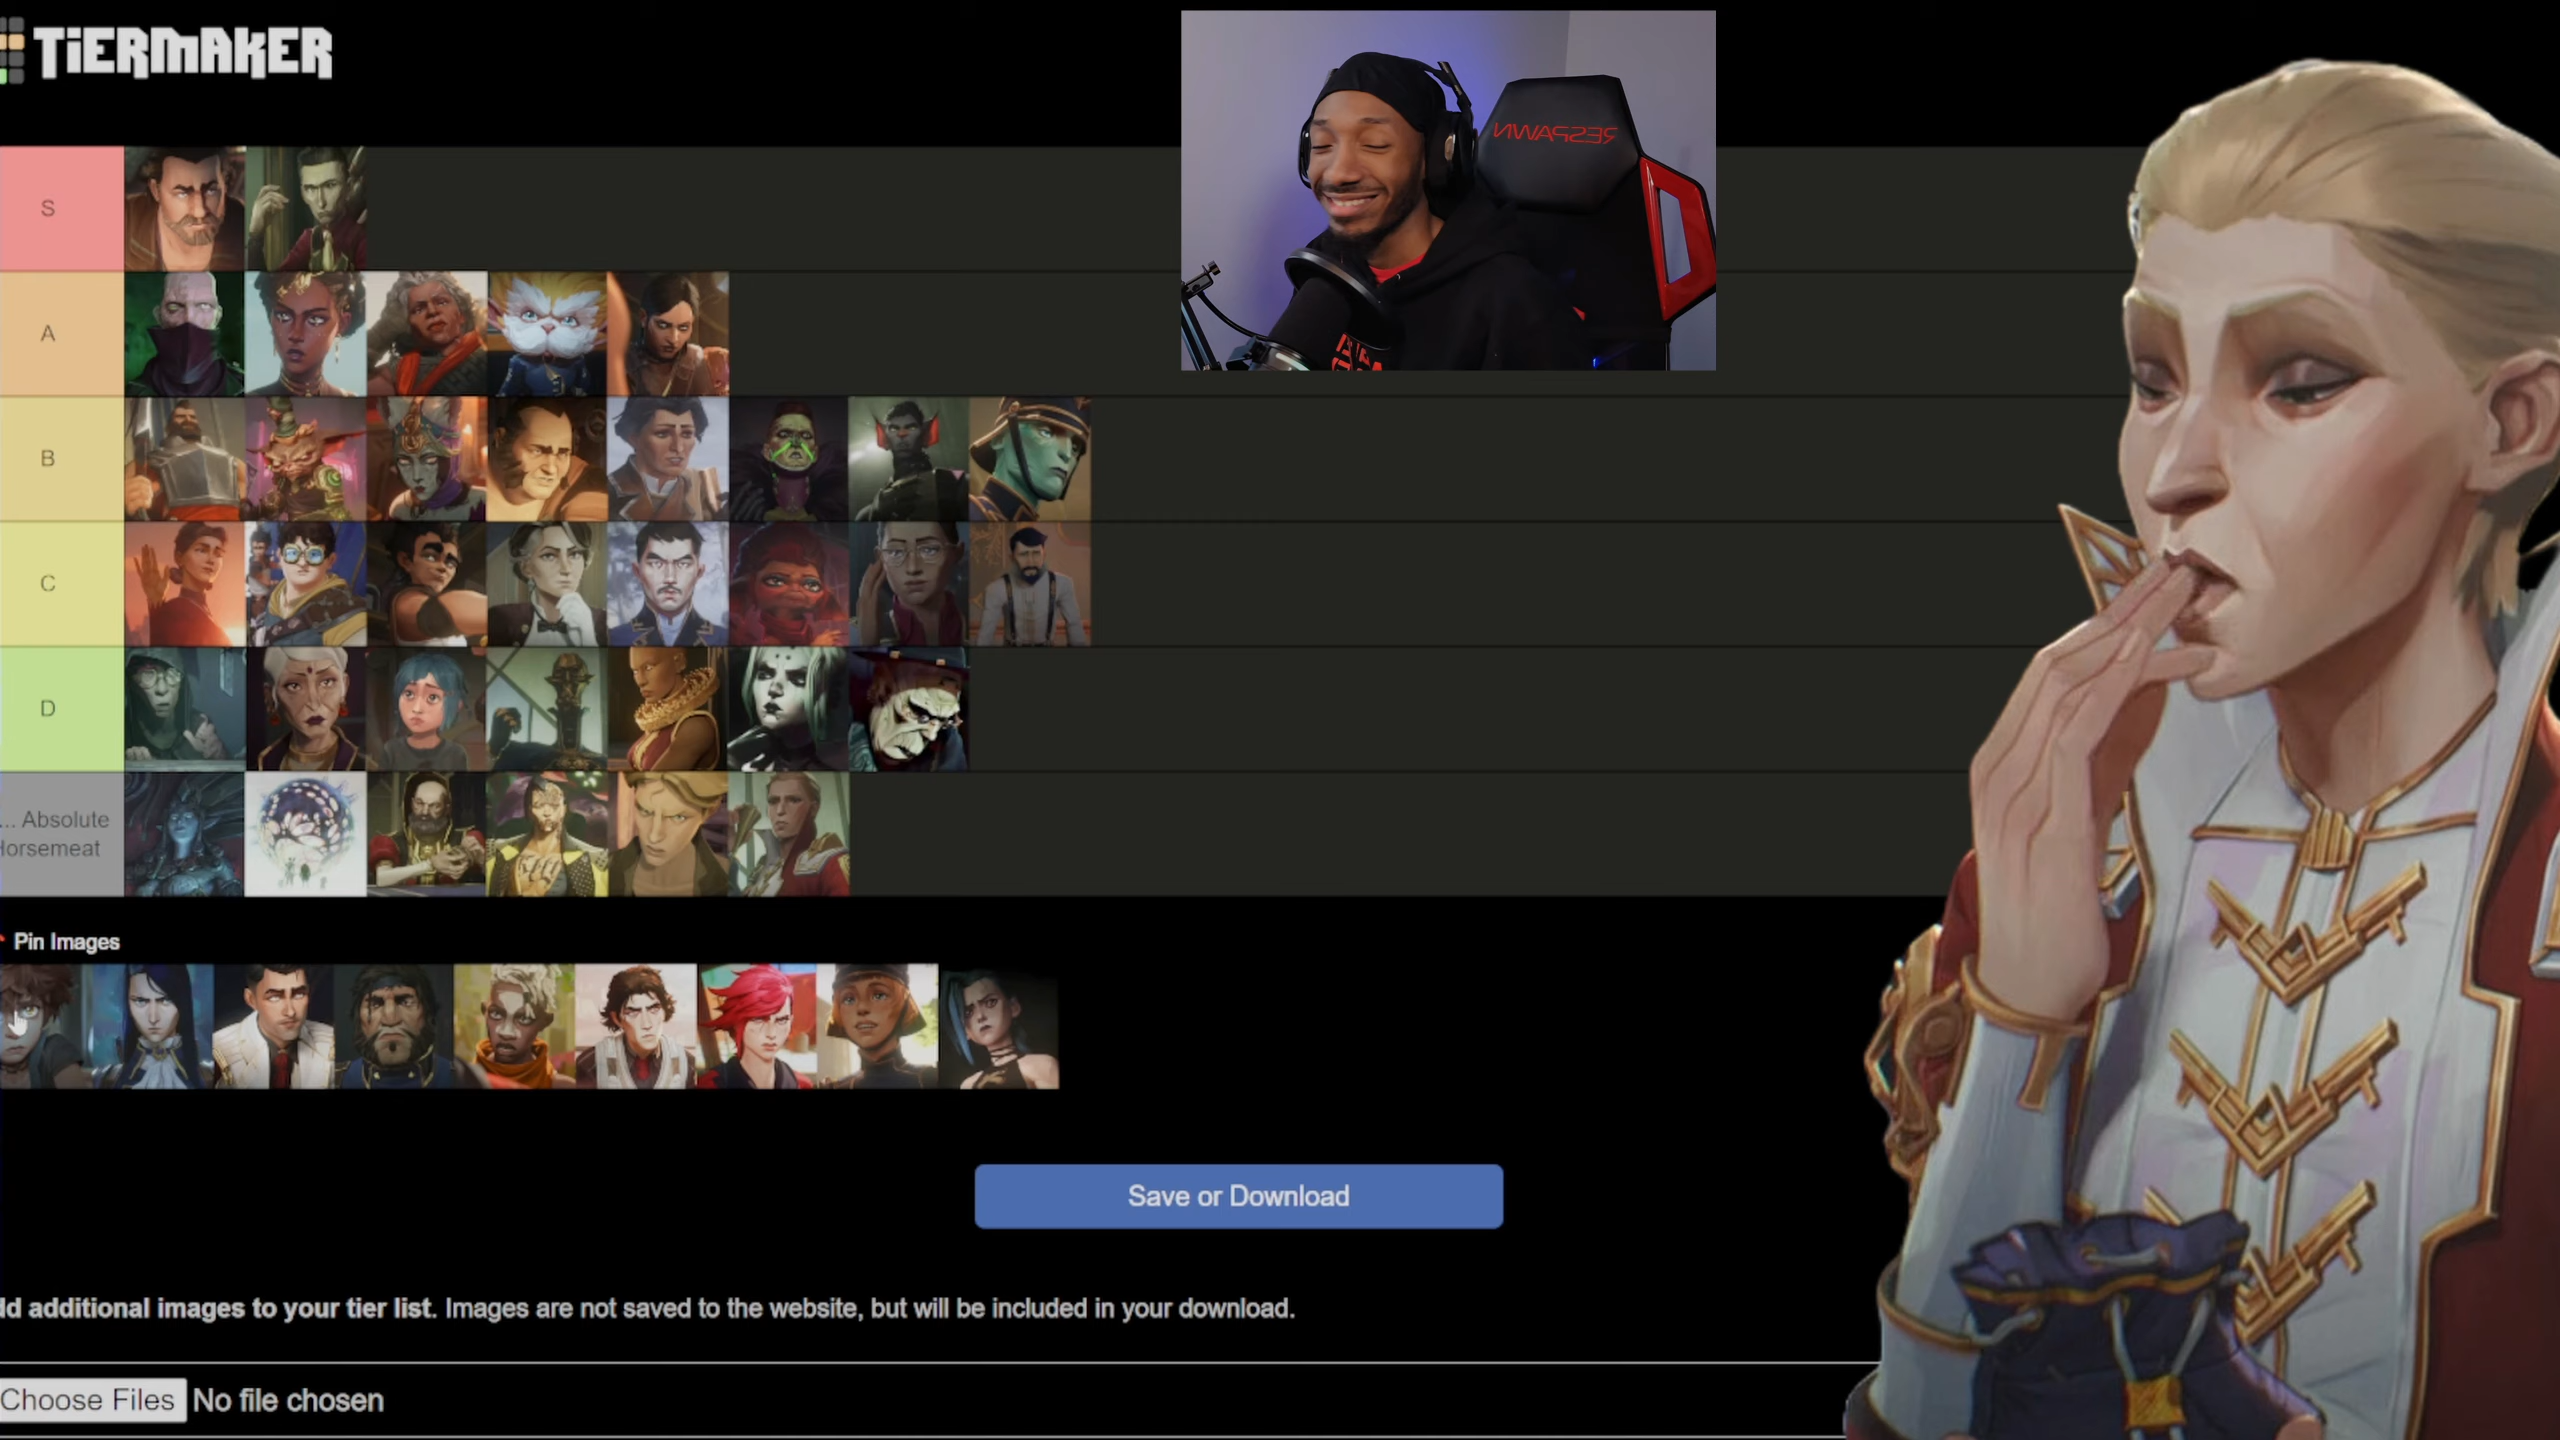 TiERMAKER
RESPAWN
S
A
B
C
D
... Absolute
Horsemeat
Pin Images
Save or Download
dd additional images to your tier list. Images are not saved to the website, but will be included in your download.
Choose Files No file chosen